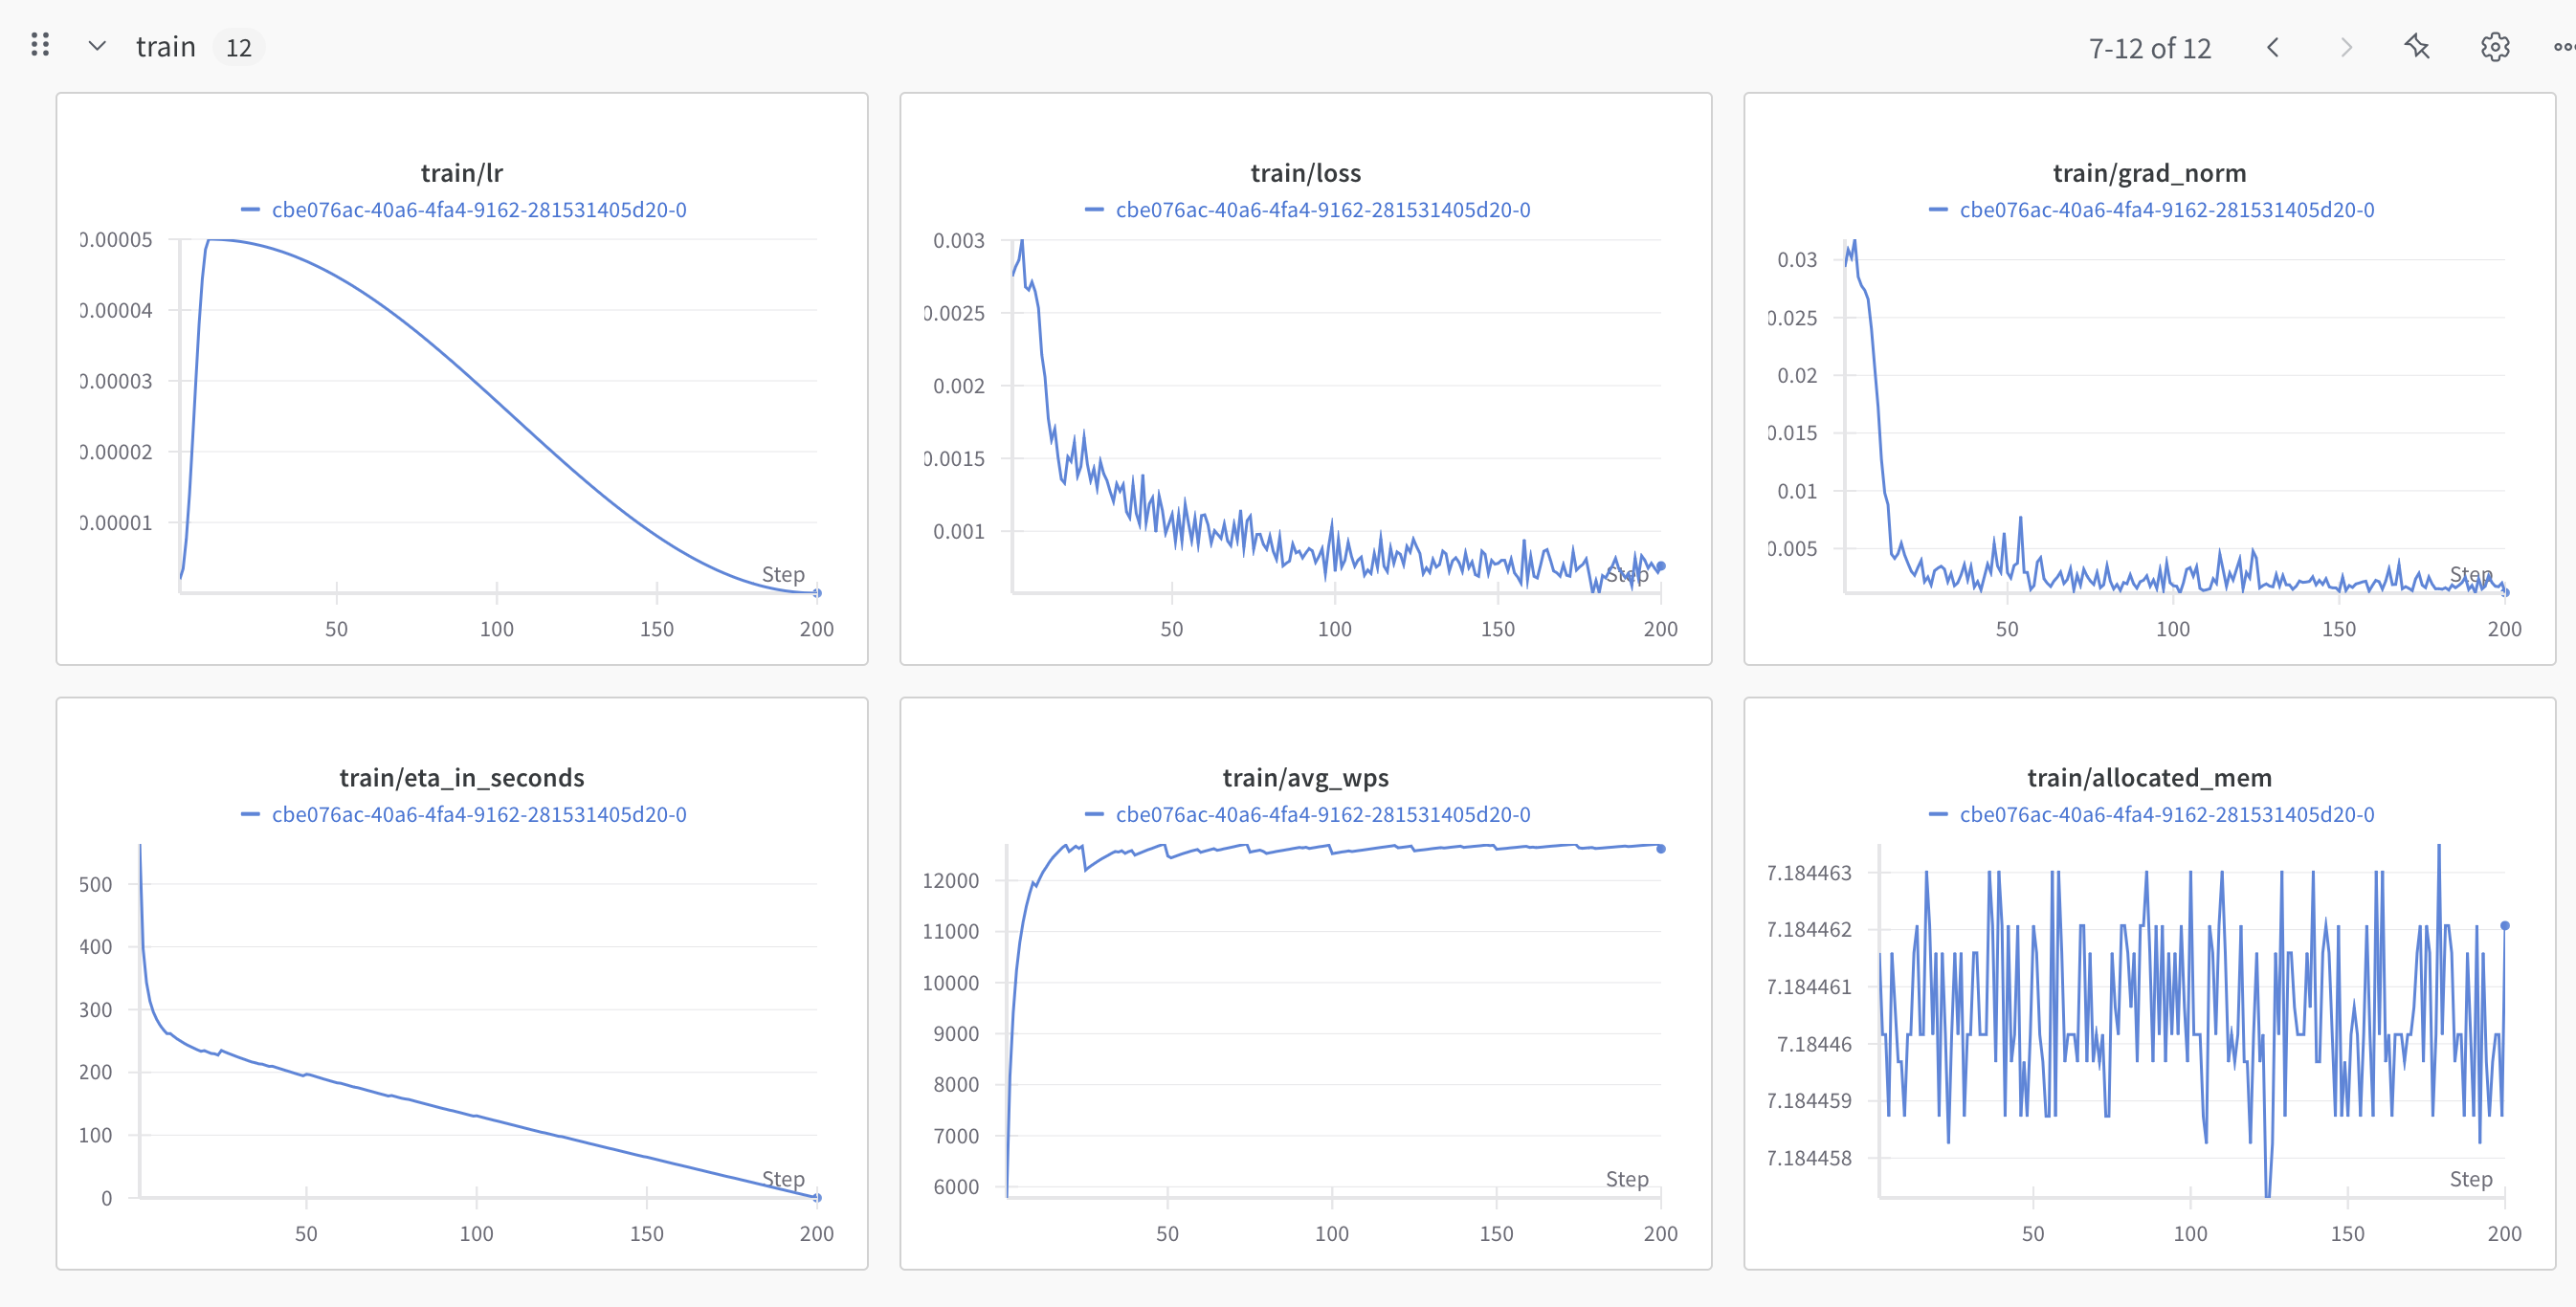 train 12
7-12 of 12
train/lr
cbe076ac-40a6-4fa4-9162-281531405d20-0
0.00005
0.00004
0.00003
0.00002
0.00001
Step
50 100 150 200
train/loss
cbe076ac-40a6-4fa4-9162-281531405d20-0
0.003
0.0025
0.002
0.0015
0.001
Step
50 100 150 200
train/grad_norm
cbe076ac-40a6-4fa4-9162-281531405d20-0
0.03
0.025
0.02
0.015
0.01
0.005
Step
50 100 150 200
train/eta_in_seconds
cbe076ac-40a6-4fa4-9162-281531405d20-0
500
400
300
200
100
0
Step
50 100 150 200
train/avg_wps
cbe076ac-40a6-4fa4-9162-281531405d20-0
12000
11000
10000
9000
8000
7000
6000
Step
50 100 150 200
train/allocated_mem
cbe076ac-40a6-4fa4-9162-281531405d20-0
7.184463
7.184462
7.184461
7.18446
7.184459
7.184458
Step
50 100 150 200